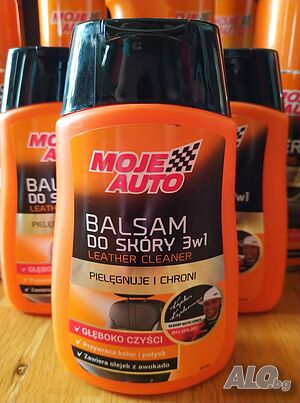 MOJE
AUTO
BALSAM
DO SKÓRY 3w1
LEATHER CLEANER
PIELĘGNUJE I CHRONI
GŁĘBOKO CZYŚCI
Przywraca kolor i połysk
Zawiera olejek z awokado
ALO.bg